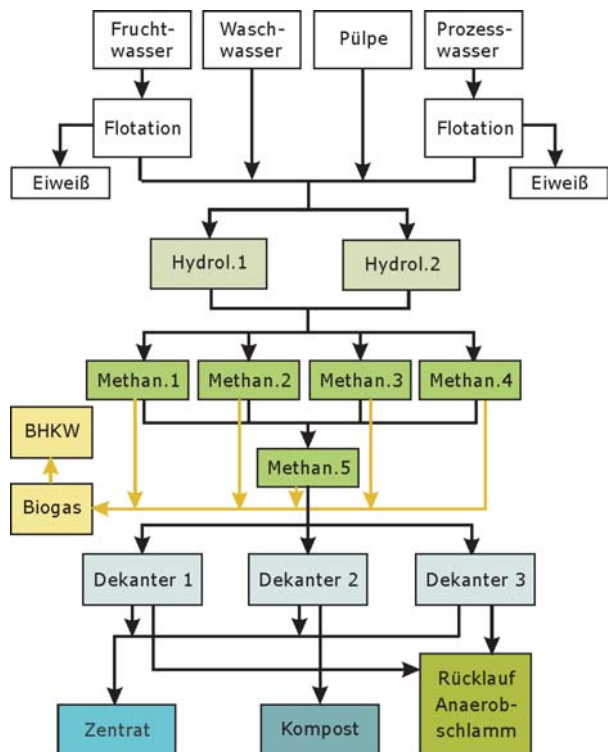 Frucht-
wasser
Wasch-
wasser
Pülpe
Prozess-
wasser
Flotation
Flotation
Eiweiß
Eiweiß
Hydrol.1
Hydrol.2
Methan.1
Methan.2
Methan.3
Methan.4
BHKW
Methan.5
Biogas
Dekanter 1
Dekanter 2
Dekanter 3
Zentrat
Kompost
Rücklauf
Anaerob-
schlamm